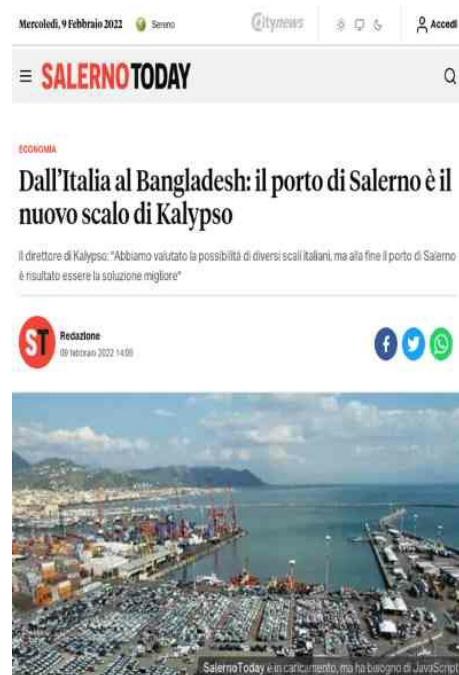 Mercoledì, 9 Febbraio 2022 Sereno Citynews Accedi
SALERNOTODAY
ECONOMIA
Dall'Italia al Bangladesh: il porto di Salerno è il
nuovo scalo di Kalypso
Il direttore di Kalypso: "Abbiamo valutato la possibilità di diversi scali italiani, ma alla fine il porto di Salerno
è risultato essere la soluzione migliore"
ST
Redazione
09 febbraio 2022 14:09
SalernoToday è in caricamento, ma ha bisogno di JavaScript